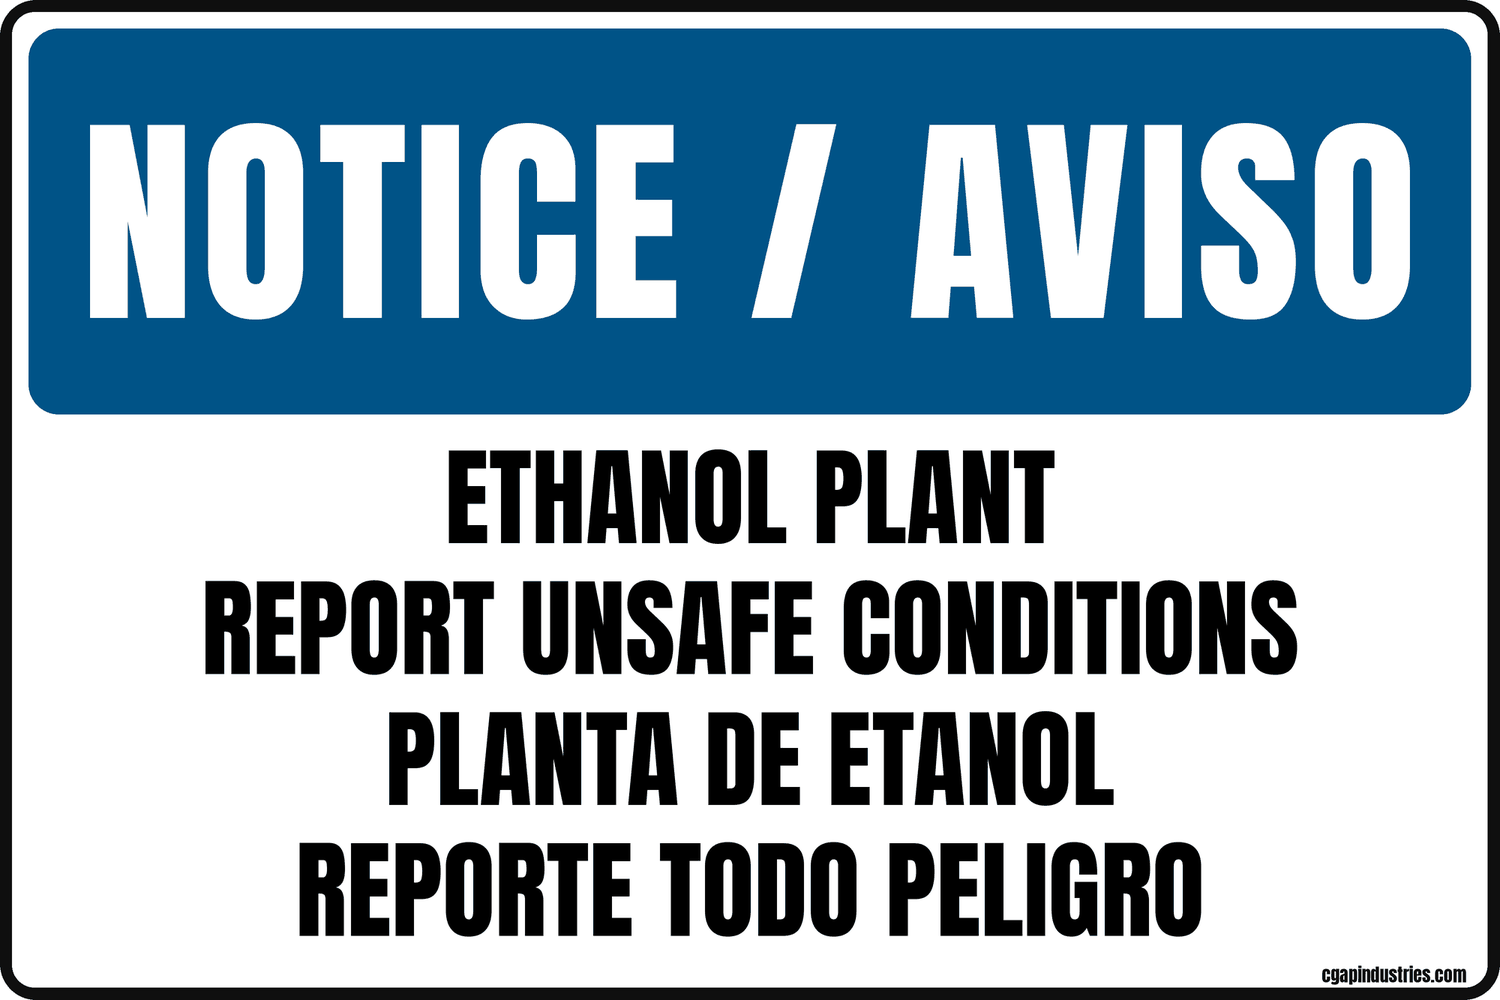 NOTICE / AVISO
ETHANOL PLANT
REPORT UNSAFE CONDITIONS
PLANTA DE ETANOL
REPORTE TODO PELIGRO
cgapindustries.com